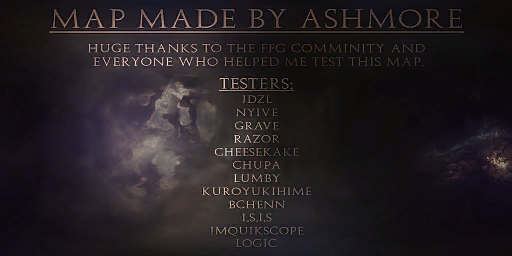 MAP MADE BY ASHMORE
HUGE THANKS TO THE FFG COMMINITY AND
EVERYONE WHO HELPED ME TEST THIS MAP.
TESTERS:
IDZL
NYIVE
GRAVE
RAZOR
CHEESEKAKE
CHUPA
LUMBY
KUROYUKIHIME
BCHENN
I.S.I.S
IMQUIKSCOPE
LOGIC